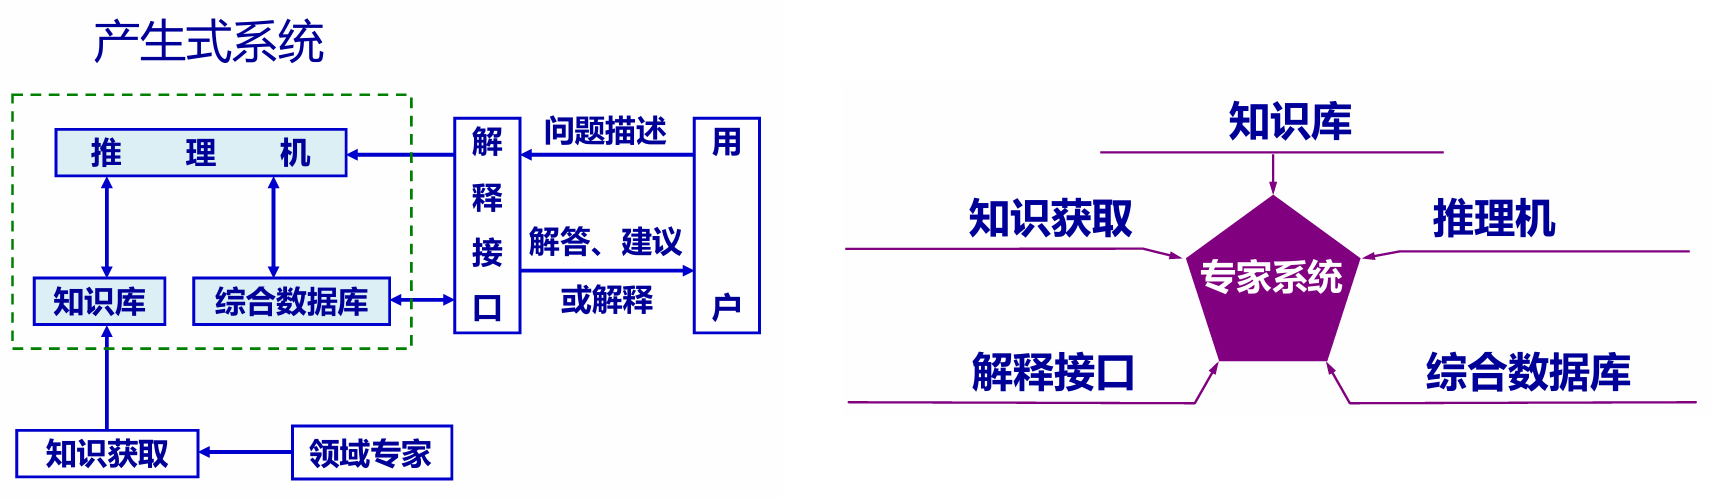 产生式系统
推 理 机
解释接口
问题描述
用户
解答、建议
或解释
知识库
综合数据库
知识获取
领域专家
知识库
知识获取
推理机
专家系统
解释接口
综合数据库